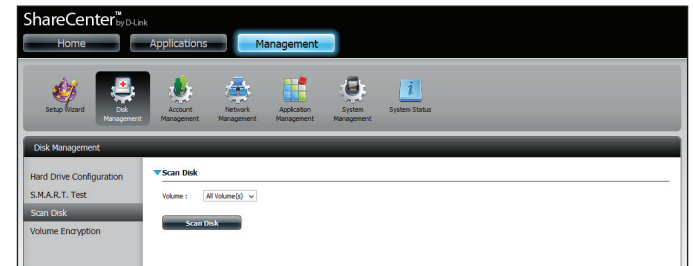 ShareCenter™ by D-Link
Home Applications Management
Setup Wizard Disk Management Account Management Network Management Application Management System Management System Status
Disk Management
Hard Drive Configuration
S.M.A.R.T. Test
Scan Disk
Volume Encryption
Scan Disk
Volume : All Volume(s)
Scan Disk